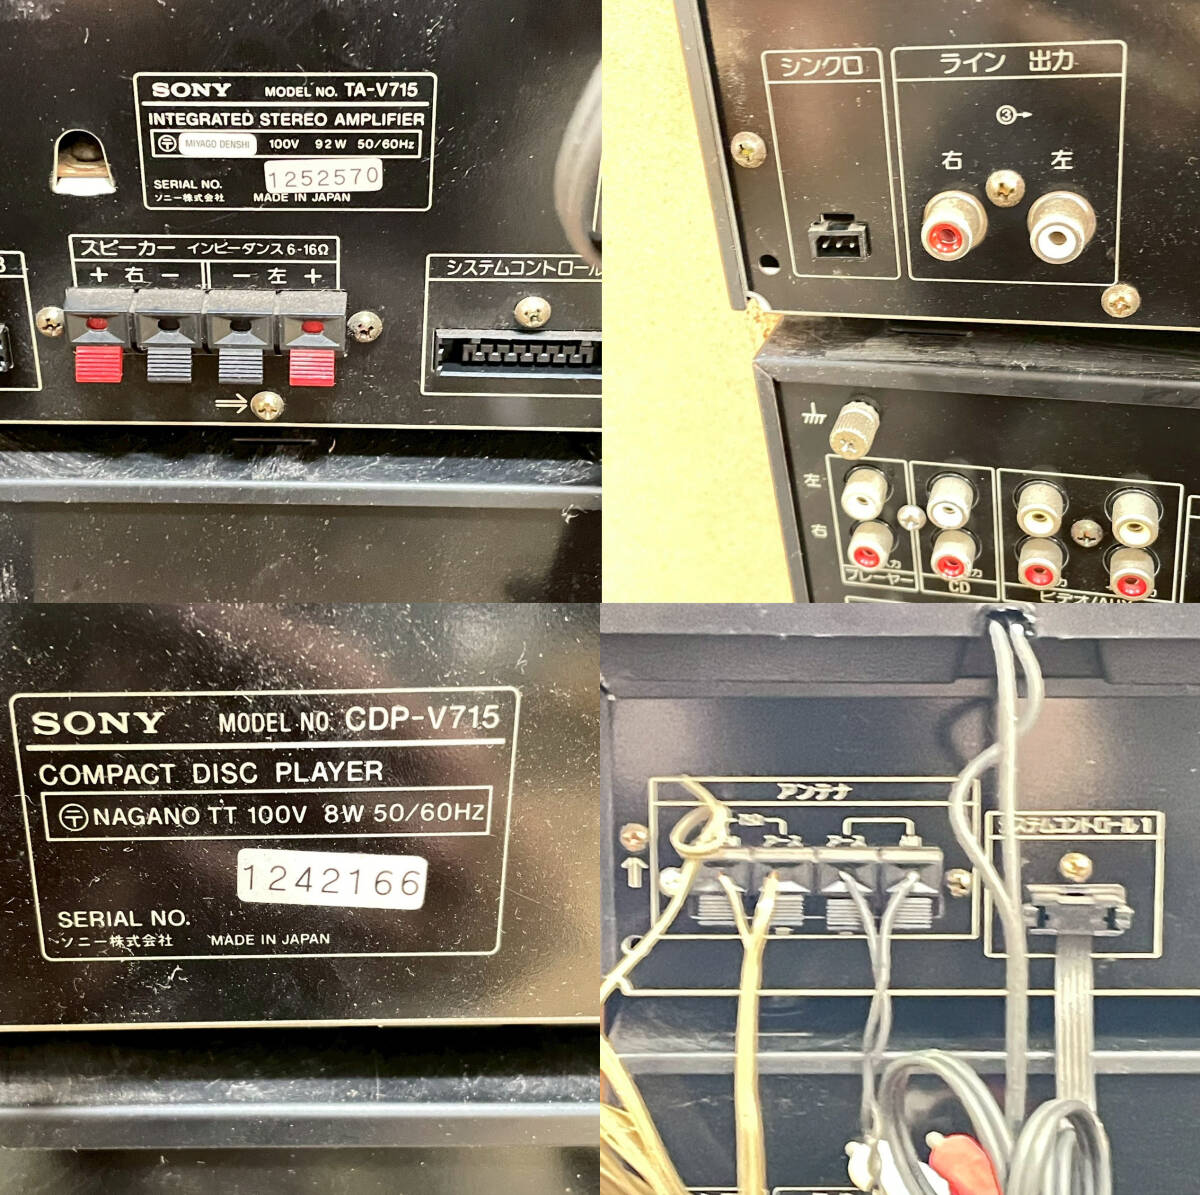 SONY MODEL NO. TA-V715
INTEGRATED STEREO AMPLIFIER
〒 MIYAGO DENSHI 100V 92W 50/60Hz
SERIAL NO. 1252570
ソニー株式会社 MADE IN JAPAN
スピーカー インピーダンス 6-16Ω
+ 右 − − 左 +
システムコントロール
⇒
シンクロ
ライン 出力
③→
右 左
左
右
プレーヤー
CD
ビデオ/AUX
SONY MODEL NO. CDP-V715
COMPACT DISC PLAYER
〒 NAGANO TT 100V 8W 50/60Hz
1242166
SERIAL NO.
ソニー株式会社 MADE IN JAPAN
アンテナ
システムコントロール1
⇑